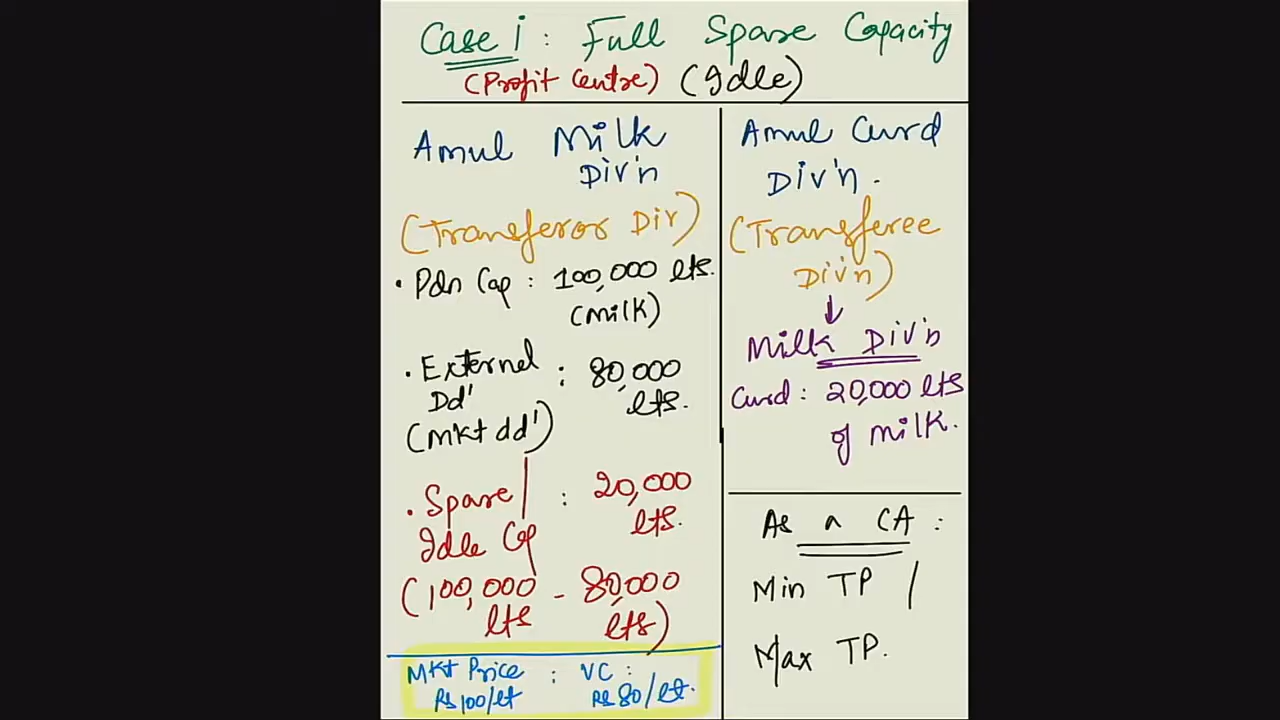 Case i : Full Spare Capacity
(Profit Centre) (Idle)
Amul Milk
Div'n
(Transferor Div)
• Pdn Cap : 100,000 lts.
(Milk)
• External : 80,000
Dd' lts.
(Mkt dd')
• Spare/ : 20,000
Idle Cap lts.
(100,000 - 80,000
lts lts)
Mkt Price : VC :
Rs 100/lt Rs 80/lt.
Amul Curd
Div'n.
(Transferee
Div'n)
↓
Milk Div'n
Curd : 20,000 lts
of milk.
As a CA :
Min TP /
Max TP.